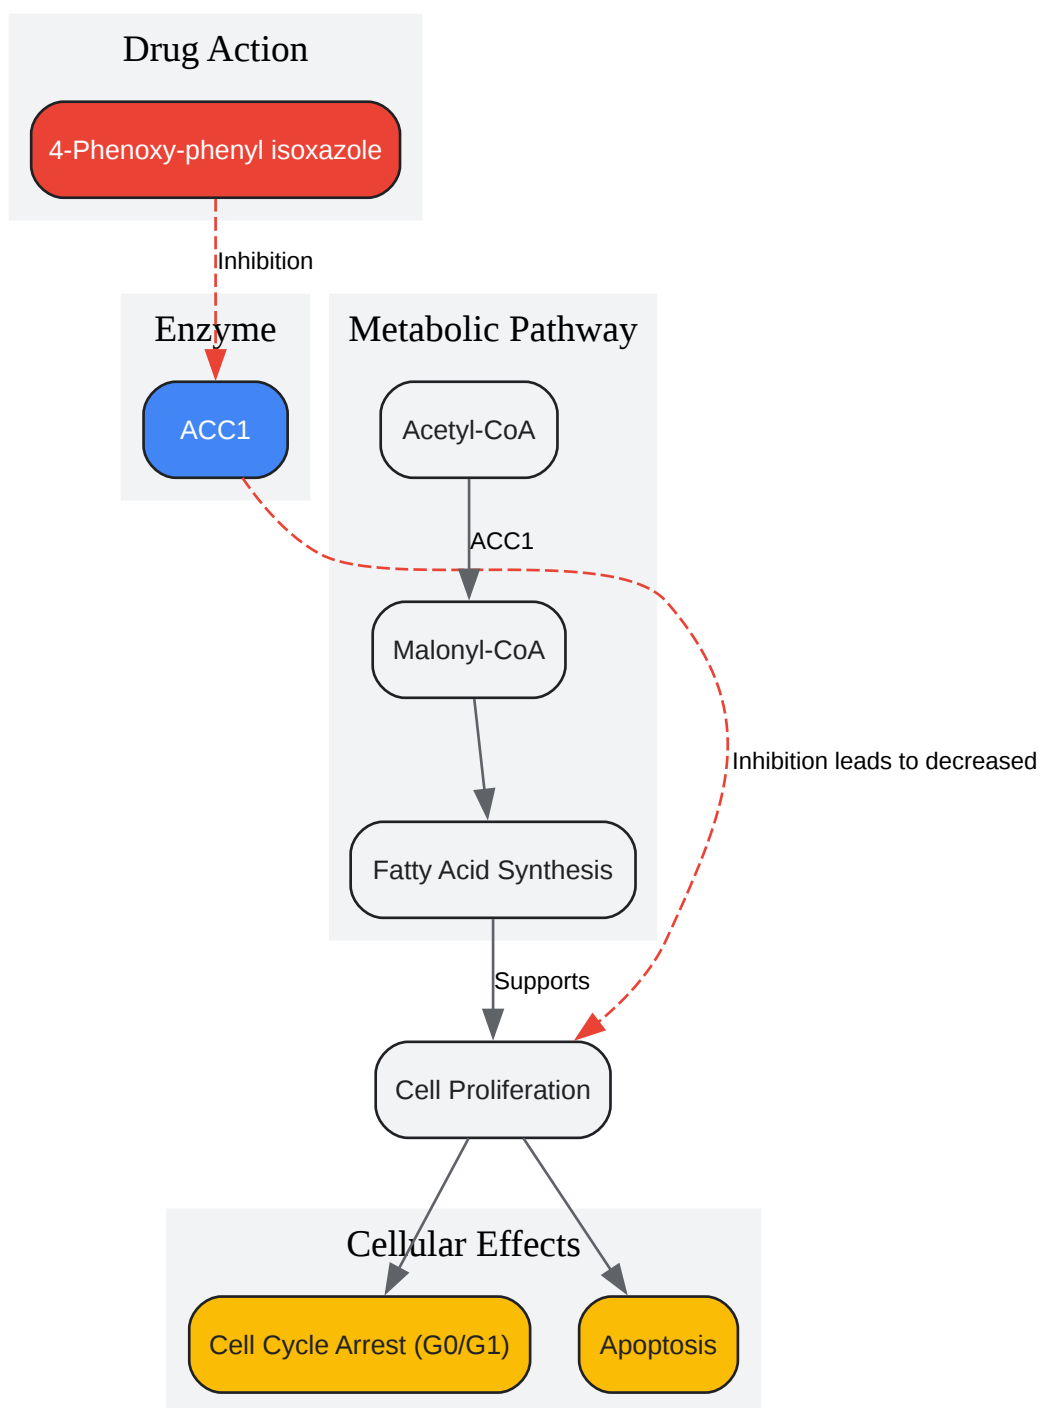 Drug Action
4-Phenoxy-phenyl isoxazole
Inhibition
Enzyme
Metabolic Pathway
ACC1
Acetyl-CoA
ACC1
Malonyl-CoA
Inhibition leads to decreased
Fatty Acid Synthesis
Supports
Cell Proliferation
Cellular Effects
Cell Cycle Arrest (G0/G1)
Apoptosis